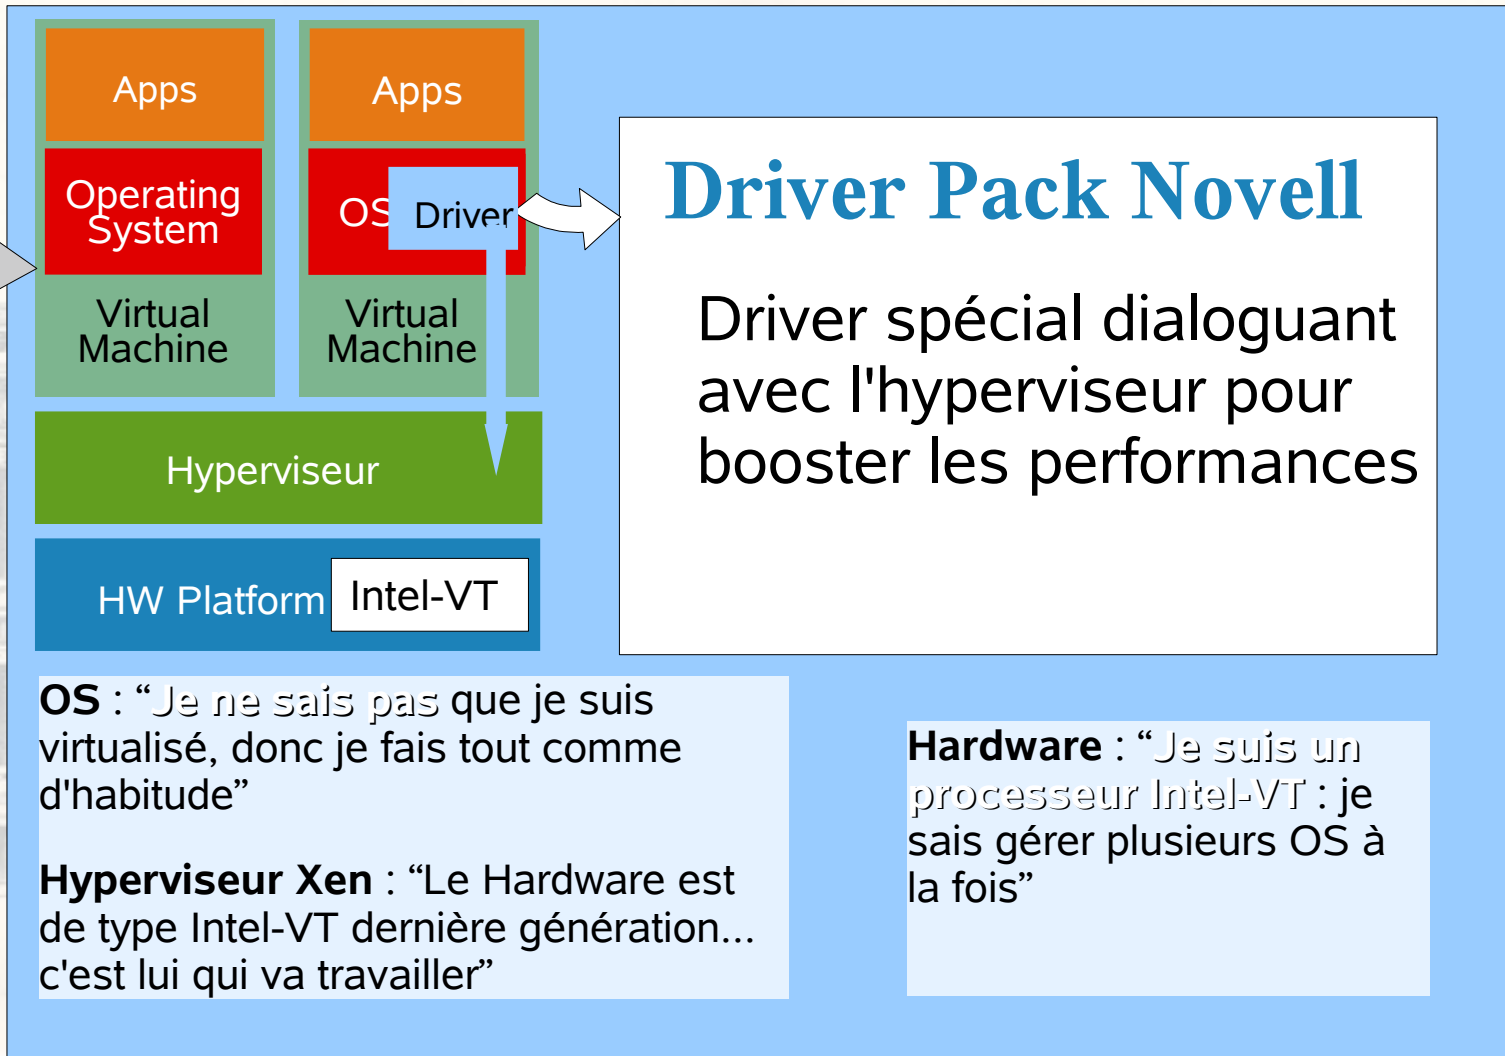 Apps
Operating
System
Virtual
Machine
Apps
OS
Driver
Virtual
Machine
Hyperviseur
HW Platform
Intel-VT
Driver Pack Novell
Driver spécial dialoguant
avec l'hyperviseur pour
booster les performances
OS : “Je ne sais pas que je suis
virtualisé, donc je fais tout comme
d'habitude”
Hyperviseur Xen : “Le Hardware est
de type Intel-VT dernière génération...
c'est lui qui va travailler”
Hardware : “Je suis un
processeur Intel-VT : je
sais gérer plusieurs OS à
la fois”